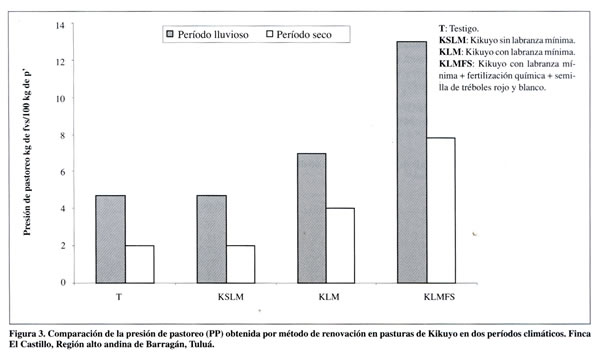 Período lluvioso
Período seco
T: Testigo.
KSLM: Kikuyo sin labranza mínima.
KLM: Kikuyo con labranza mínima.
KLMFS: Kikuyo con labranza mí-
nima + fertilización química + semi-
lla de tréboles rojo y blanco.
Presión de pastoreo kg de fvs/100 kg de p'
14
12
10
8
6
4
2
0
T
KSLM
KLM
KLMFS
Figura 3. Comparación de la presión de pastoreo (PP) obtenida por método de renovación en pasturas de Kikuyo en dos períodos climáticos. Finca
El Castillo, Región alto andina de Barragán, Tuluá.